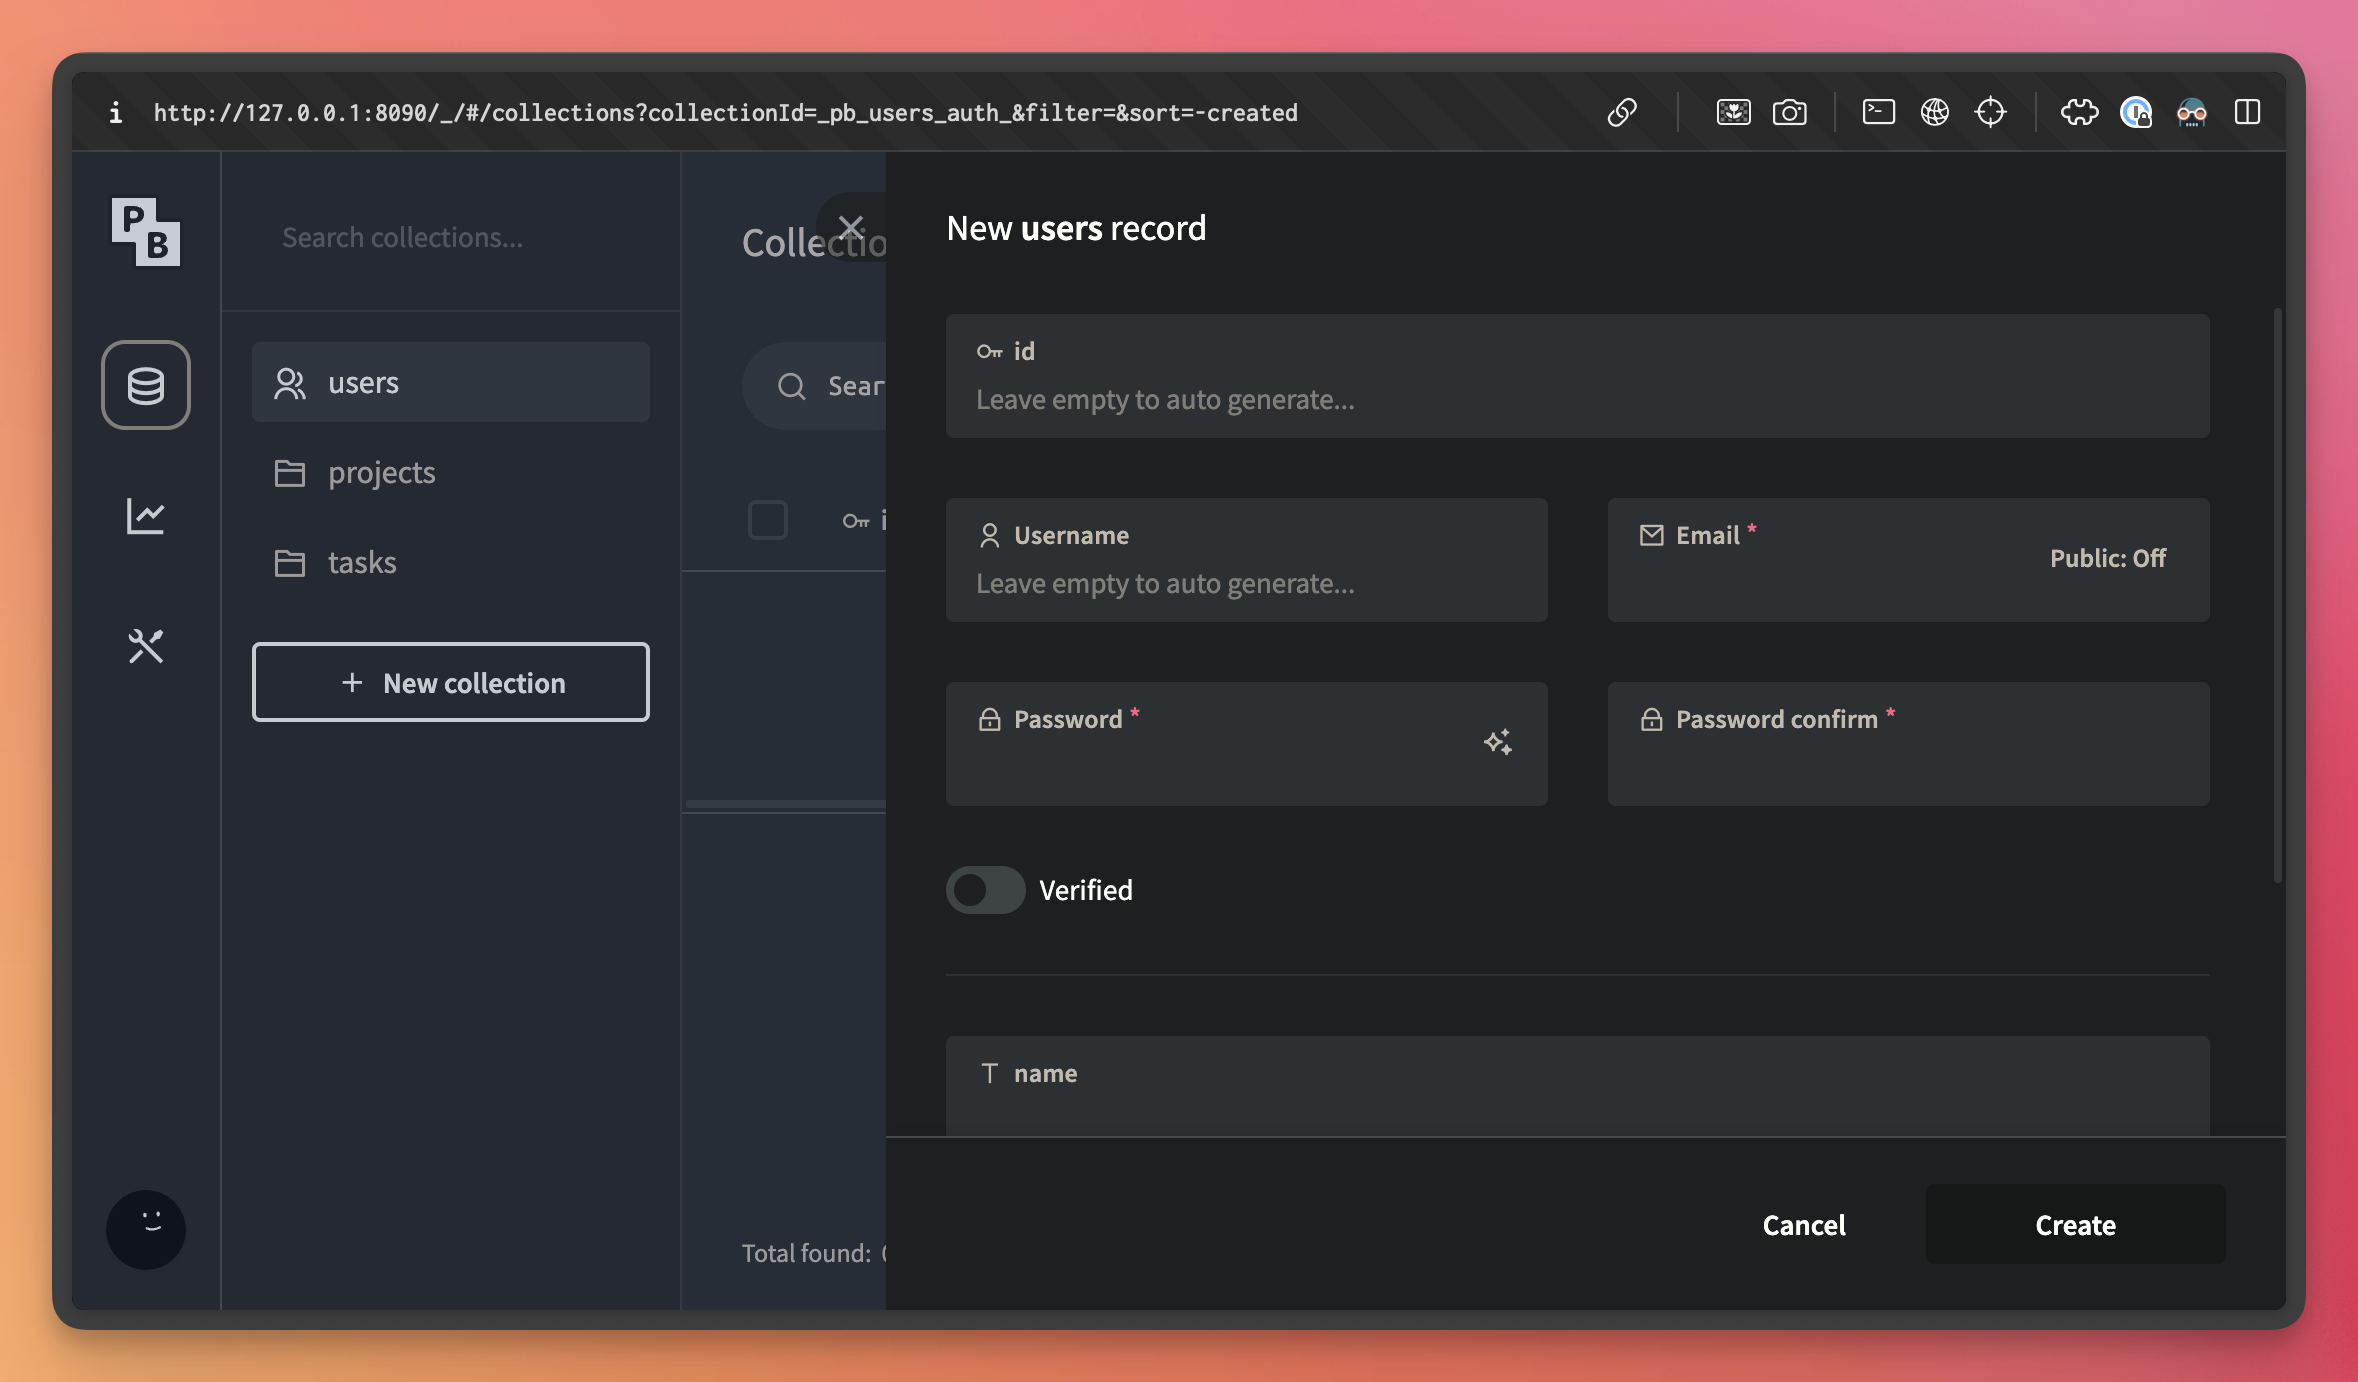 http://127.0.0.1:8090/_/#/collections?collectionId=_pb_users_auth_&filter=&sort=-created
P
B
Search collections...
users
projects
tasks
+ New collection
Collectio
Sear
Total found:
New users record
id
Leave empty to auto generate...
Username
Leave empty to auto generate...
Email *
Public: Off
Password *
Password confirm *
Verified
name
Cancel
Create